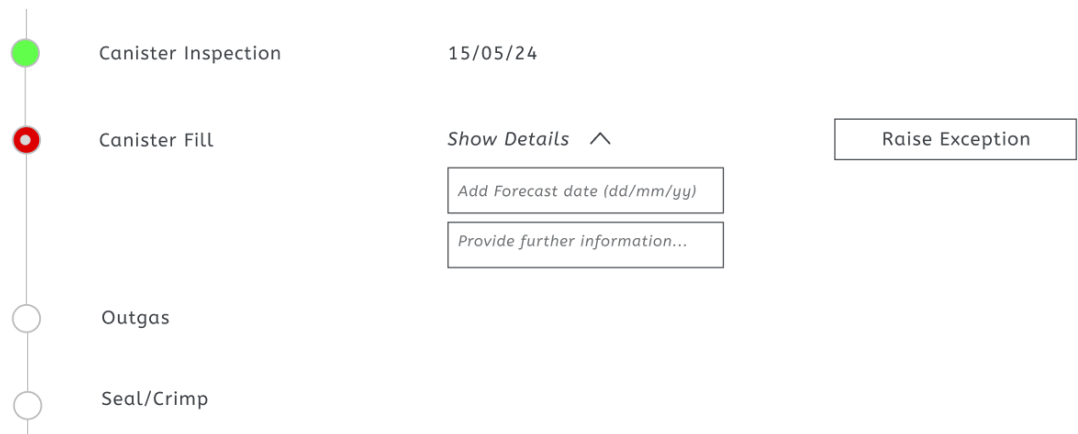 Canister Inspection 15/05/24
Canister Fill Show Details Raise Exception
Add Forecast date (dd/mm/yy)
Provide further information...
Outgas
Seal/Crimp